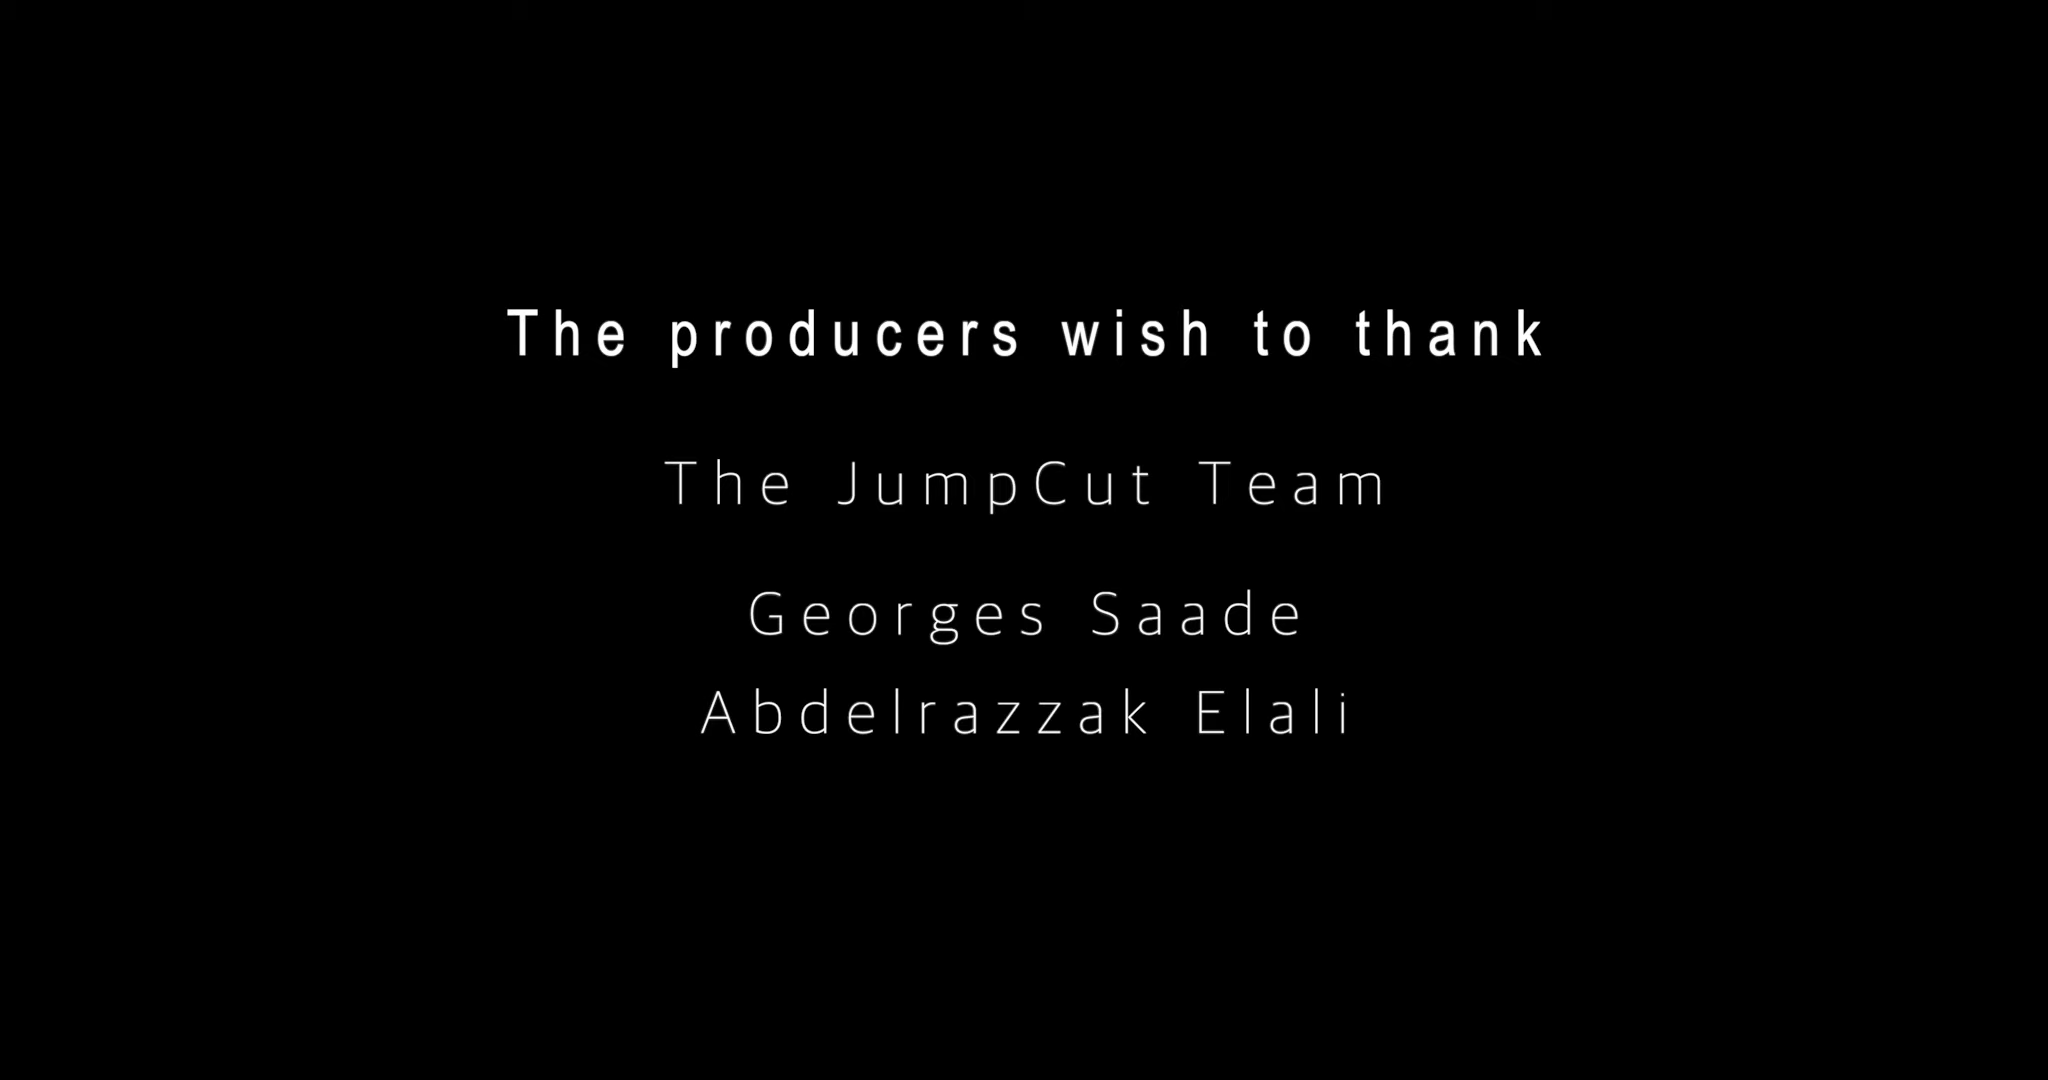 The producers wish to thank
The JumpCut Team
Georges Saade
Abdelrazzak Elali